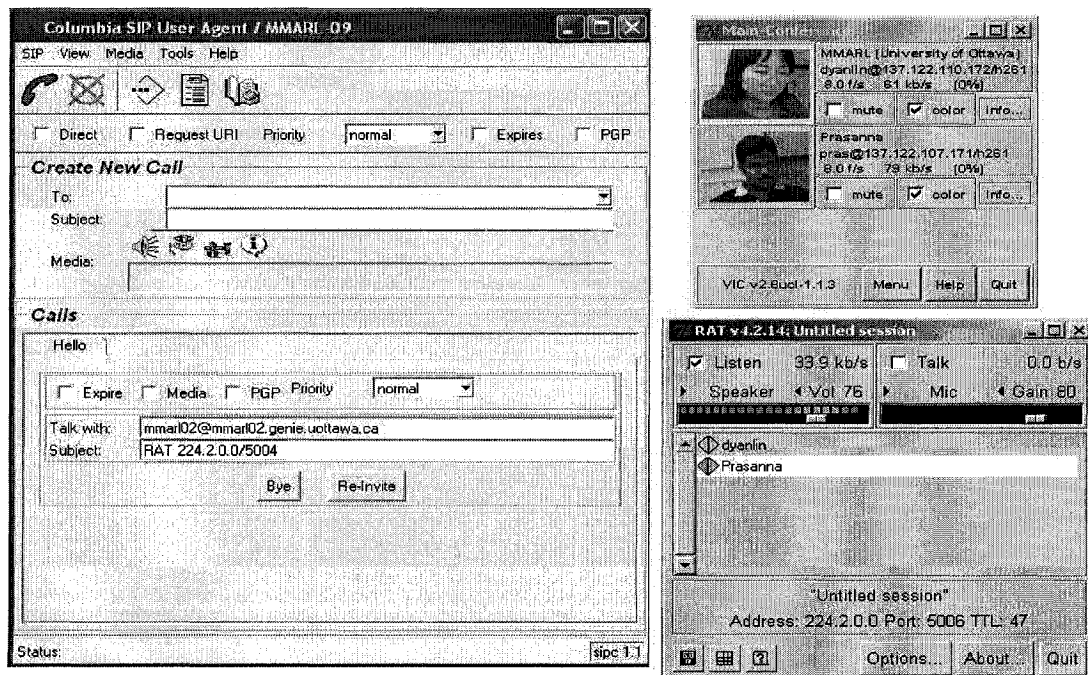 Columbia SIP User Agent / MMARL-09
SIP View Media Tools Help
Direct Request URI Priority normal Expires PGP
Create New Call
To:
Subject:
Media:
Calls
Hello
Expire Media PGP Priority normal
Talk with: mmarl02@mmarl02.genie.uottawa.ca
Subject: RAT 224.2.0.0/5004
Bye Re-Invite
Status: sipc 1.1
Main-Conference
MMARL (University of Ottawa)
dyanlin@137.122.110.172/h261
8.0 f/s 61 kb/s (0%)
mute color Info...
Prasanna
pras@137.122.107.171/h261
8.0 f/s 79 kb/s (0%)
mute color Info...
VIC v2.8ucl-1.1.3 Menu Help Quit
RAT v4.2.14: Untitled session
Listen 33.9 kb/s Talk 0.0 b/s
Speaker Vol 76 Mic Gain 80
dyanlin
Prasanna
"Untitled session"
Address: 224.2.0.0 Port: 5006 TTL: 47
Options... About... Quit